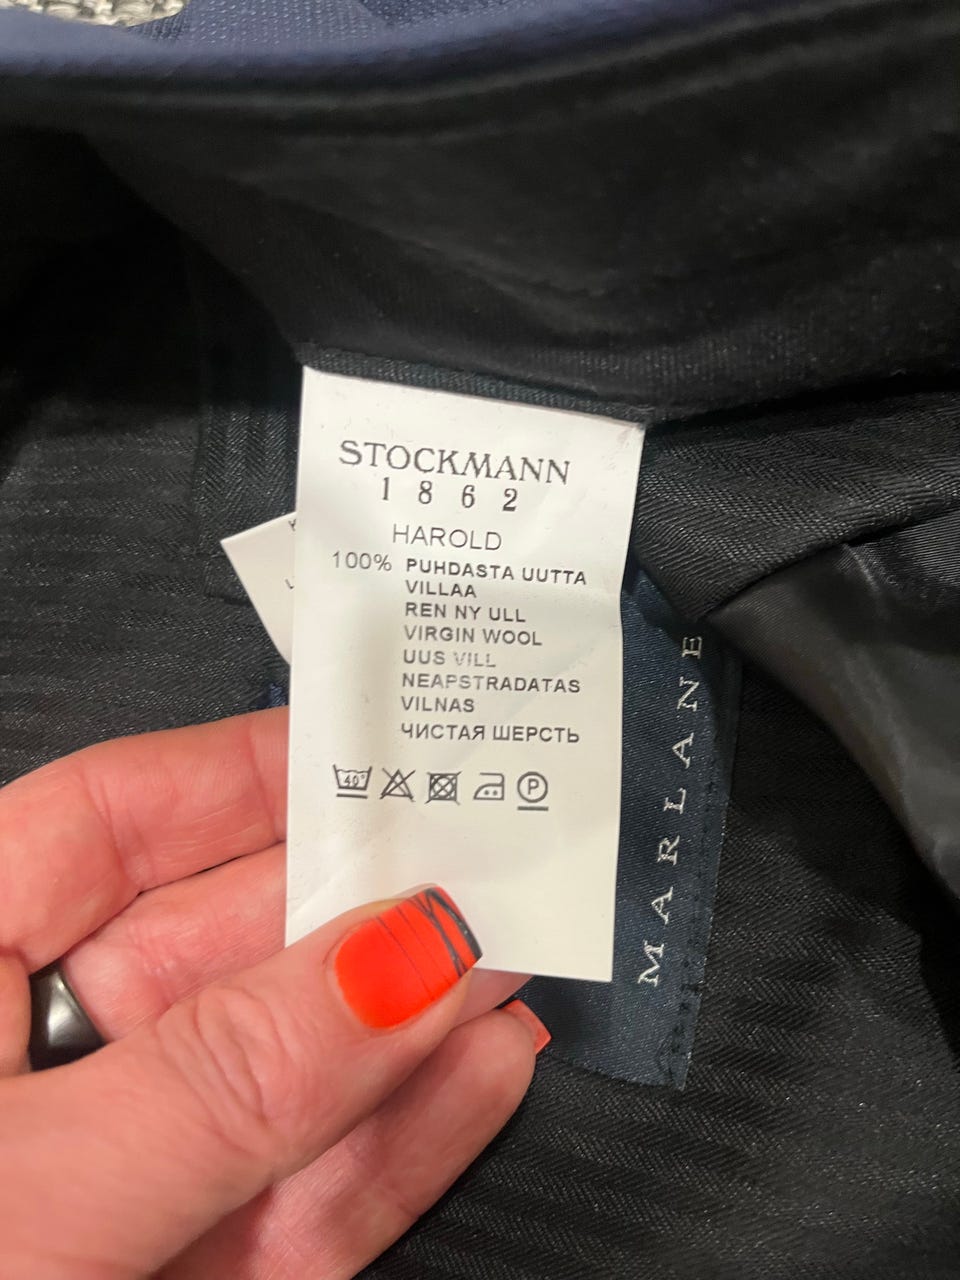 STOCKMANN
1862
HAROLD
100% PUHDASTA UUTTA
VILLAA
REN NY ULL
VIRGIN WOOL
UUS VILL
NEAPSTRADATAS
VILNAS
ЧИСТАЯ ШЕРСТЬ
40°
P
MARLANE